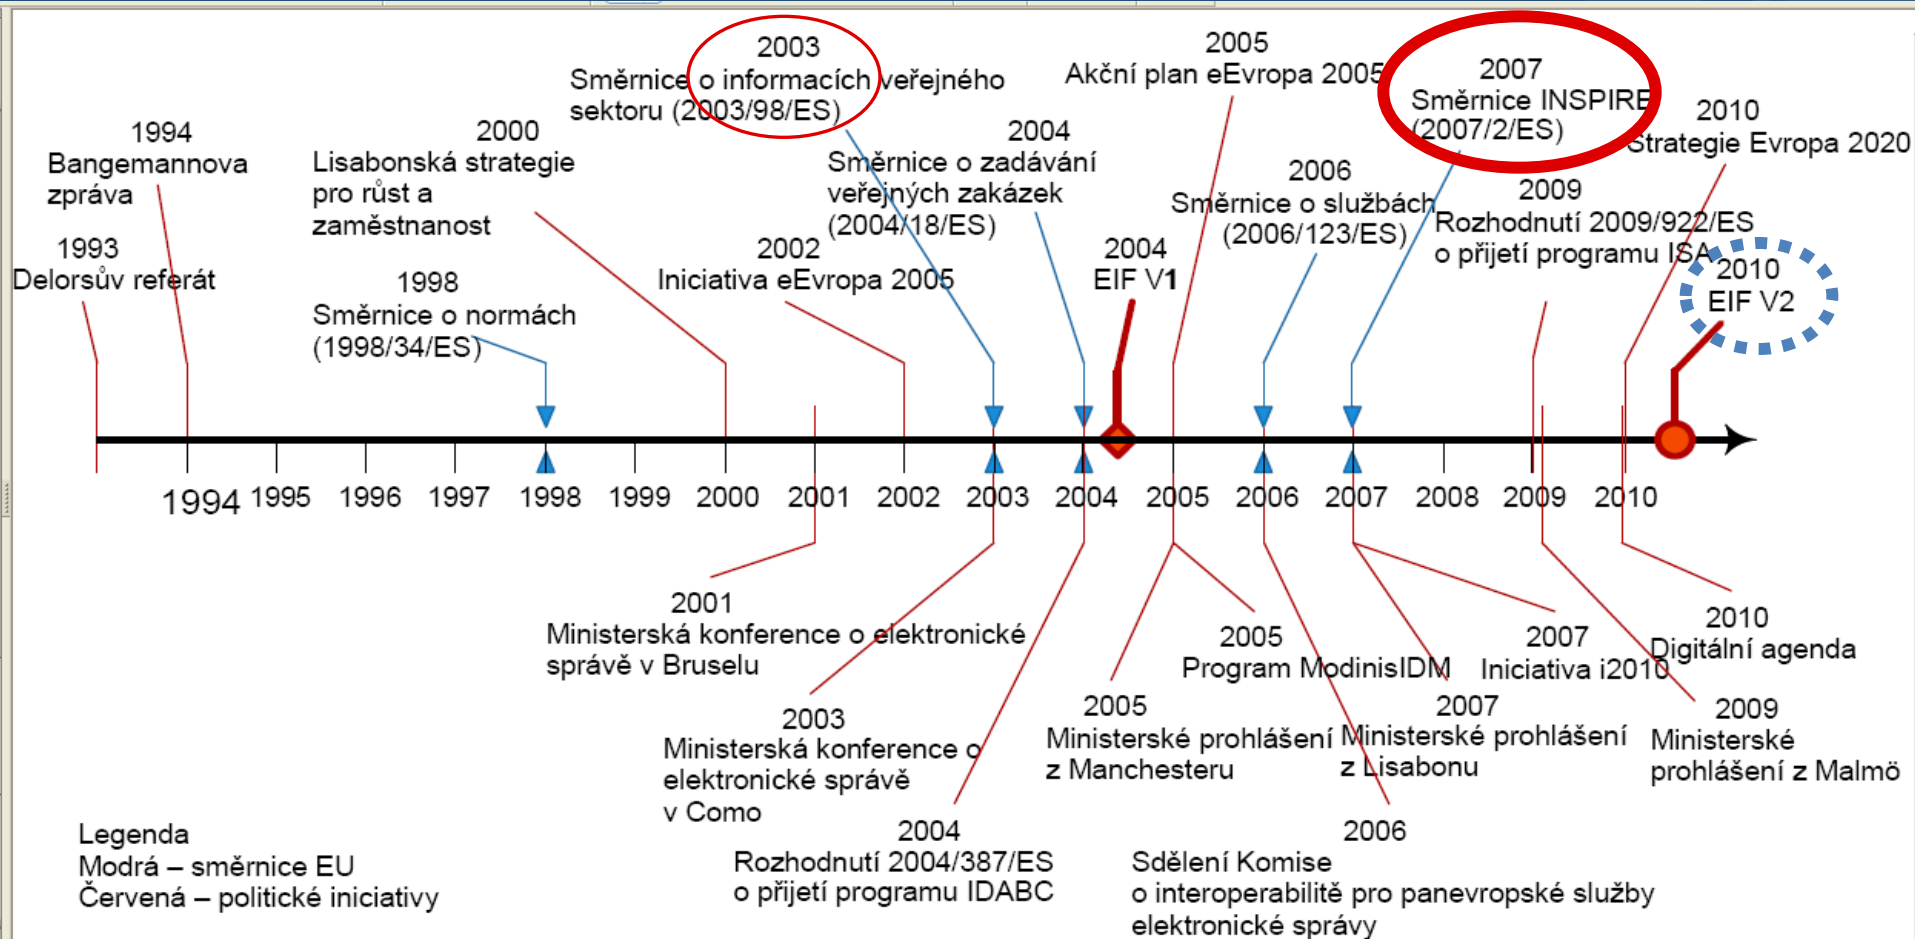 2003
Směrnice o informacích veřejného
sektoru (2003/98/ES)
2005
Akční plan eEvropa 2005
2007
Směrnice INSPIRE
(2007/2/ES)
2010
Strategie Evropa 2020
1994
Bangemannova
zpráva
2000
Lisabonská strategie
pro růst a
zaměstnanost
2004
Směrnice o zadávání
veřejných zakázek
(2004/18/ES)
2006
Směrnice o službách
(2006/123/ES)
2009
Rozhodnutí 2009/922/ES
o přijetí programu ISA
1993
Delorsův referát
1998
Směrnice o normách
(1998/34/ES)
2002
Iniciativa eEvropa 2005
2004
EIF V1
2010
EIF V2
1994 1995 1996 1997 1998 1999 2000 2001 2002 2003 2004 2005 2006 2007 2008 2009 2010
2001
Ministerská konference o elektronické
správě v Bruselu
2005
Program ModinisIDM
2007
Iniciativa i2010
2010
Digitální agenda
2003
Ministerská konference o
elektronické správě
v Como
2005
Ministerské prohlášení
z Manchesteru
2007
Ministerské prohlášení
z Lisabonu
2009
Ministerské
prohlášení z Malmö
2004
Rozhodnutí 2004/387/ES
o přijetí programu IDABC
2006
Sdělení Komise
o interoperabilitě pro panevropské služby
elektronické správy
Legenda
Modrá – směrnice EU
Červená – politické iniciativy